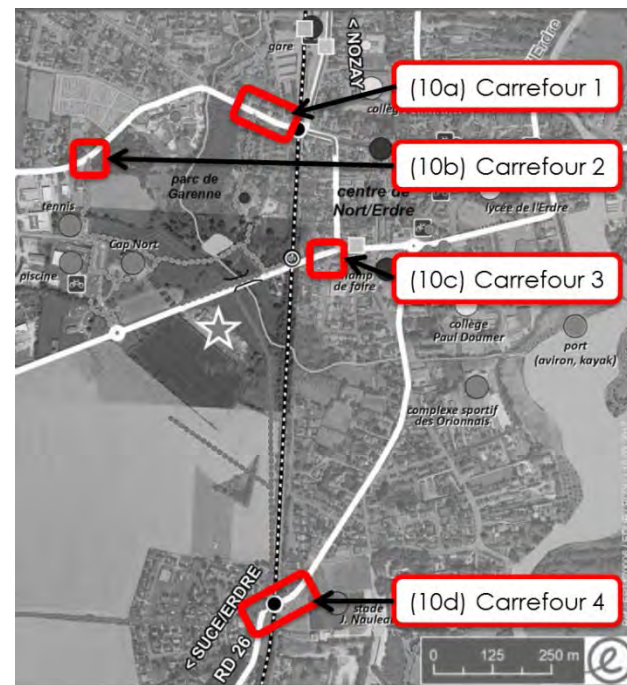 gare
< NOZAY
l'Erdre
(10a) Carrefour 1
collège
(10b) Carrefour 2
parc de
Garenne
centre de
Nort/Erdre
lycée de l'Erdre
tennis
Cap Nort
piscine
(10c) Carrefour 3
de foire
collège
Paul Doumer
port
(aviron, kayak)
complexe sportif
des Orionnais
< SUCE/ERDRE
RD 26
(10d) Carrefour 4
stade
J. Naulea
0 125 250 m
e